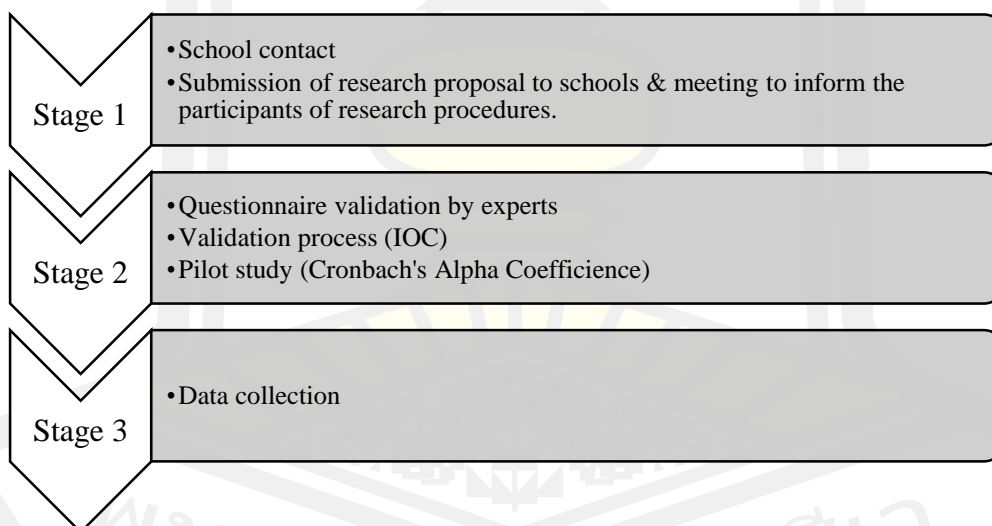 Stage 1
•School contact
•Submission of research proposal to schools & meeting to inform the
participants of research procedures.
Stage 2
•Questionnaire validation by experts
•Validation process (IOC)
•Pilot study (Cronbach's Alpha Coefficience)
Stage 3
•Data collection